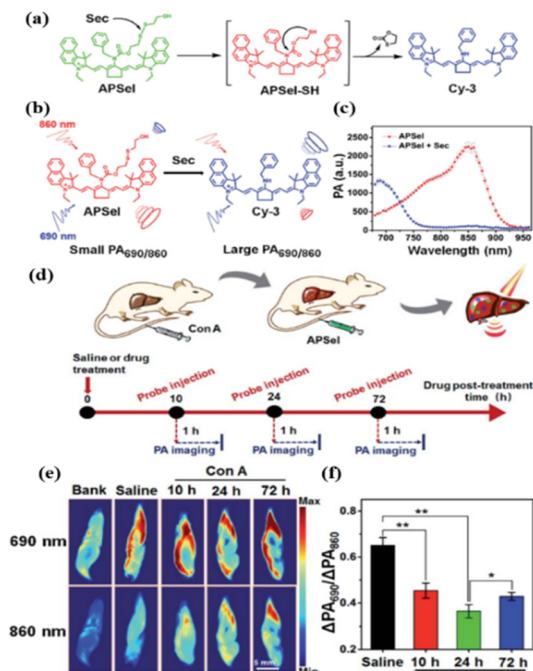 (a)
Sec
OH
APSel
APSel-SH
Cy-3
(b)
860 nm
OH
Sec
APSel
Cy-3
690 nm
Small PA690/860
Large PA690/860
(c)
APSel
APSel + Sec
PA (a.u.)
2500
2000
1500
1000
500
0
700 750 800 850 900 950
Wavelength (nm)
(d)
Con A
APSel
Saline or drug
treatment
Probe injection
Probe injection
Probe injection
Drug post-treatment
time (h)
0
10
24
72
1 h
1 h
1 h
PA imaging
PA imaging
PA imaging
(e)
Con A
Bank Saline 10 h 24 h 72 h
Max
690 nm
860 nm
5 mm
(f)
ΔPA690/ΔPA860
0.8
0.6
0.4
0.2
**
**
*
Saline 10 h 24 h 72 h